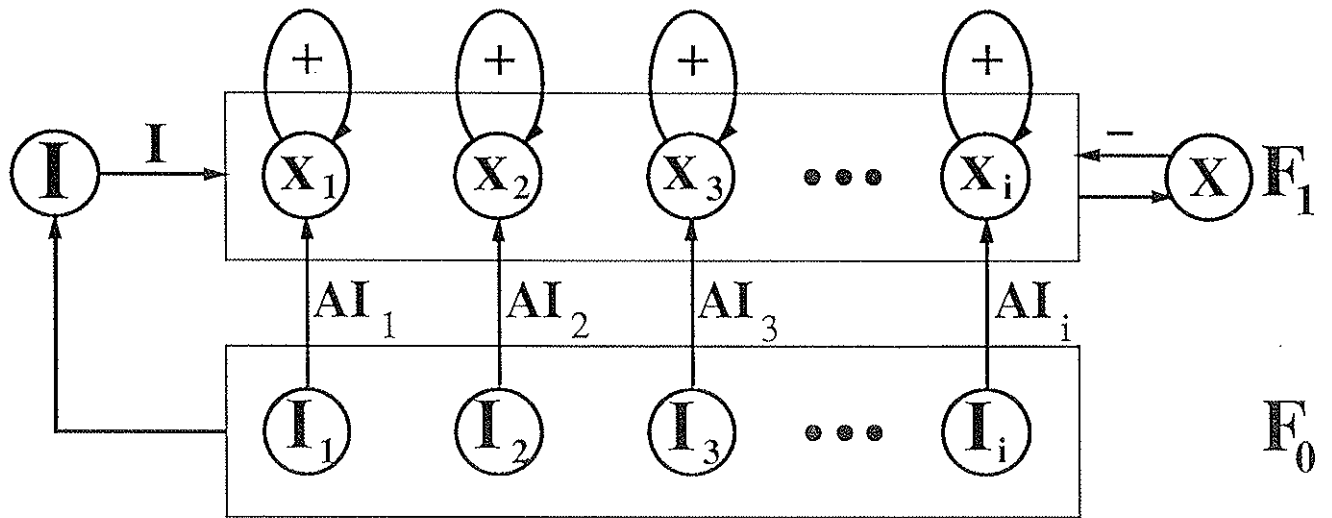 + + + +
I I X₁ X₂ X₃ ••• Xᵢ − X F₁
AI₁ AI₂ AI₃ AIᵢ
I₁ I₂ I₃ ••• Iᵢ F₀